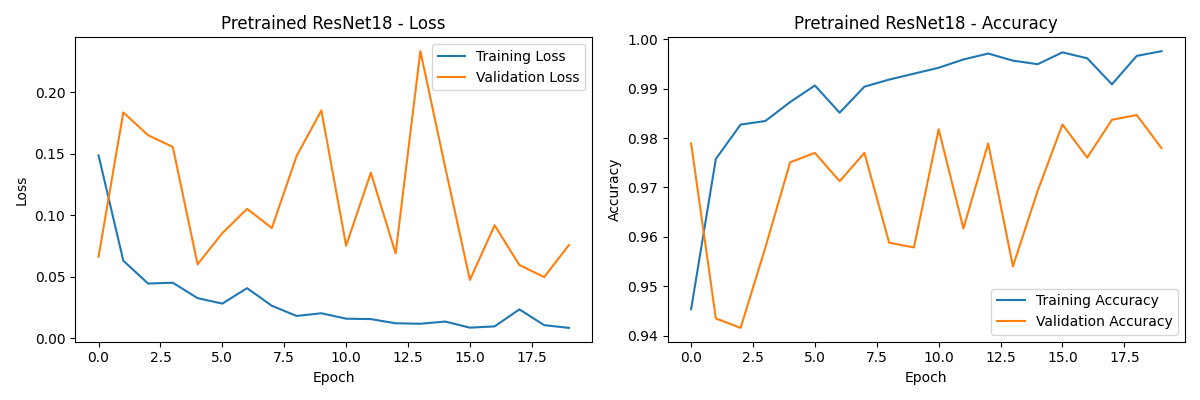 Pretrained ResNet18 - Loss
Training Loss
Validation Loss
0.20
0.15
0.10
0.05
0.00
Loss
0.0 2.5 5.0 7.5 10.0 12.5 15.0 17.5
Epoch
Pretrained ResNet18 - Accuracy
1.00
0.99
0.98
0.97
0.96
0.95
0.94
Accuracy
Training Accuracy
Validation Accuracy
0.0 2.5 5.0 7.5 10.0 12.5 15.0 17.5
Epoch